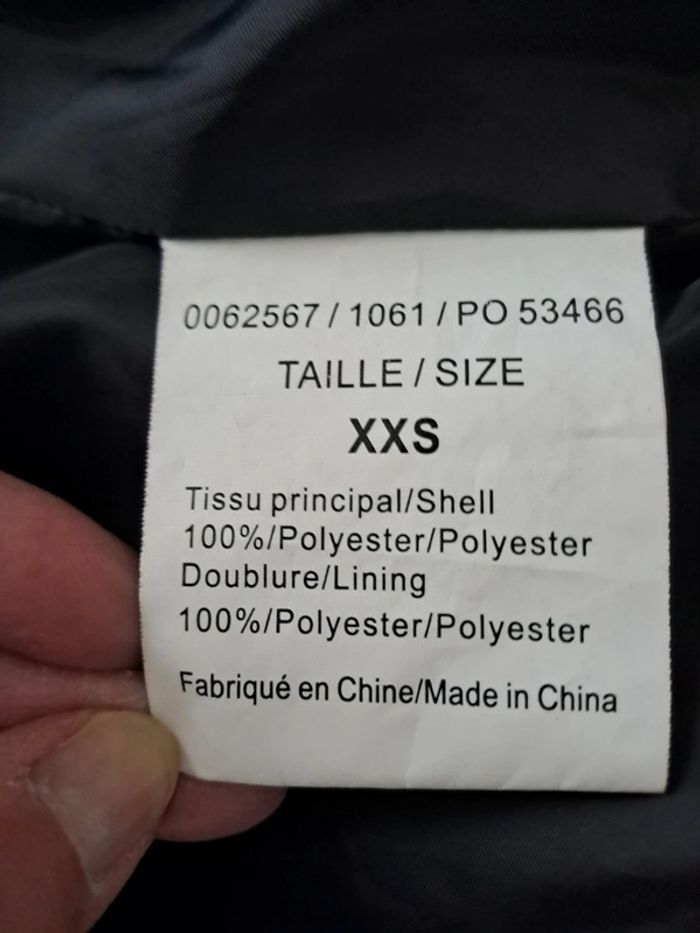 0062567 / 1061 / PO 53466
TAILLE / SIZE
XXS
Tissu principal/Shell
100%/Polyester/Polyester
Doublure/Lining
100%/Polyester/Polyester
Fabriqué en Chine/Made in China